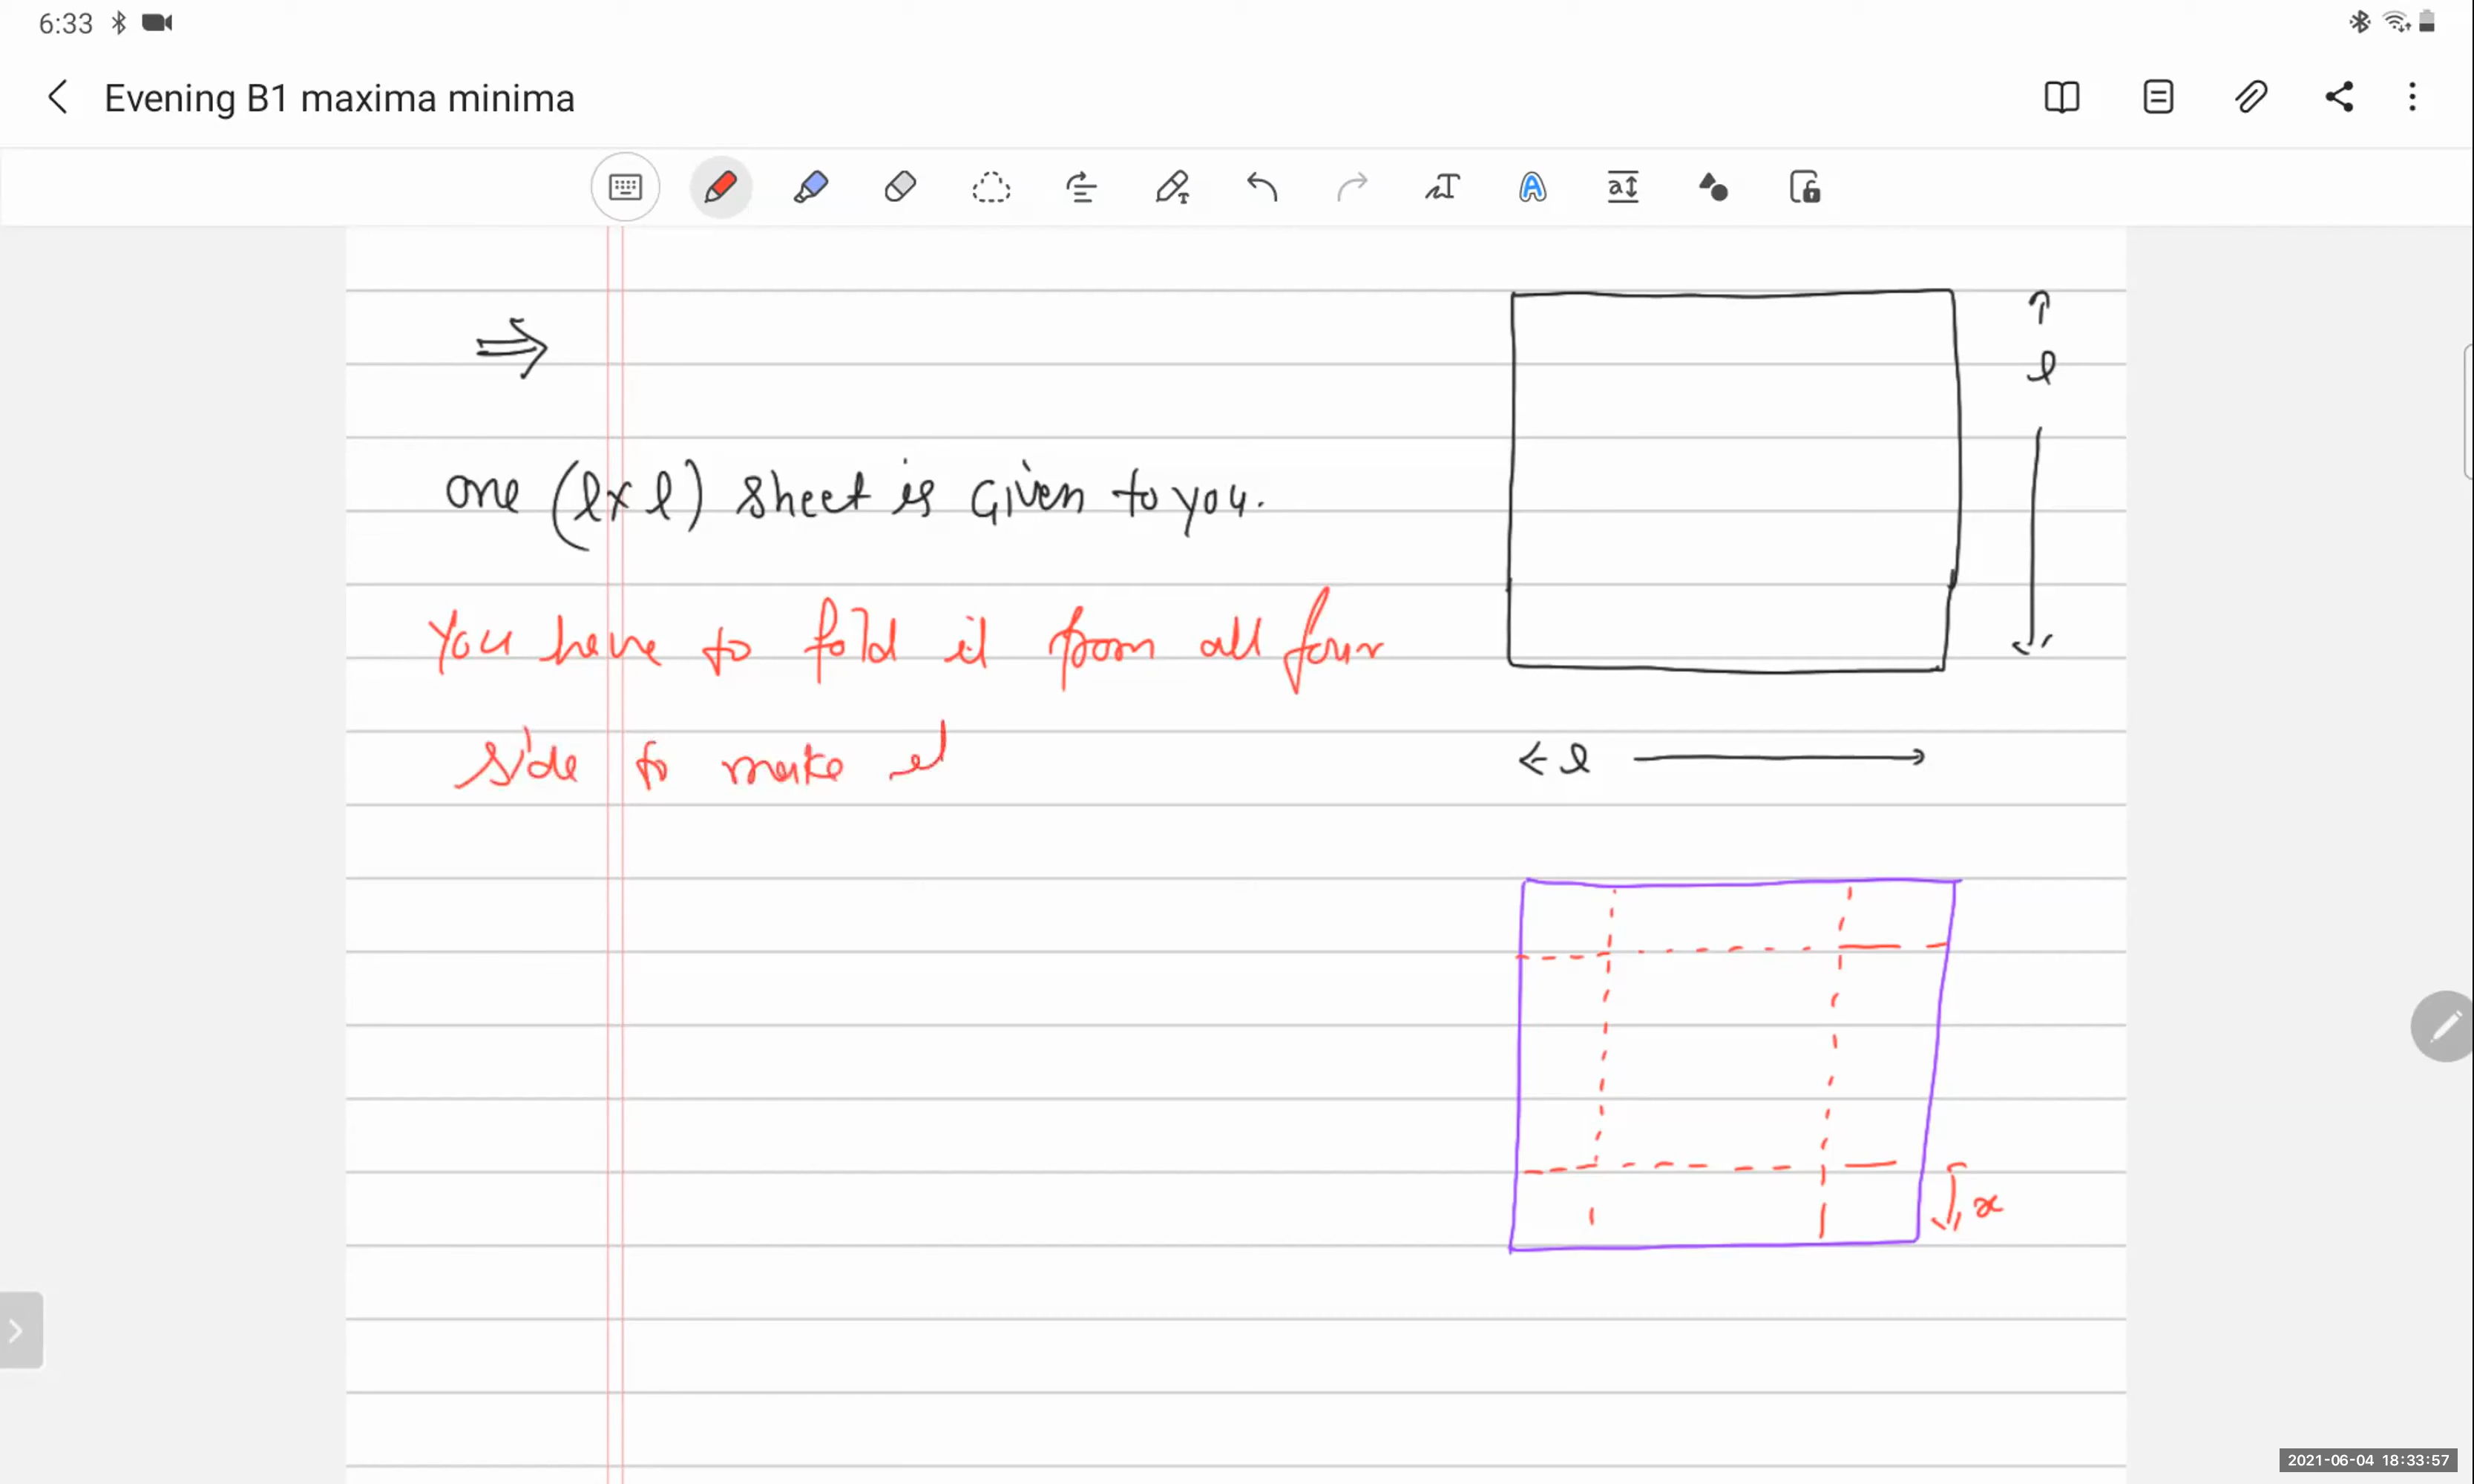 6:33
Evening B1 maxima minima
⇒
l
one (l×l) sheet is Given to you.
You have to fold it from all four
side to make
l
x
2021-06-04 18:33:57